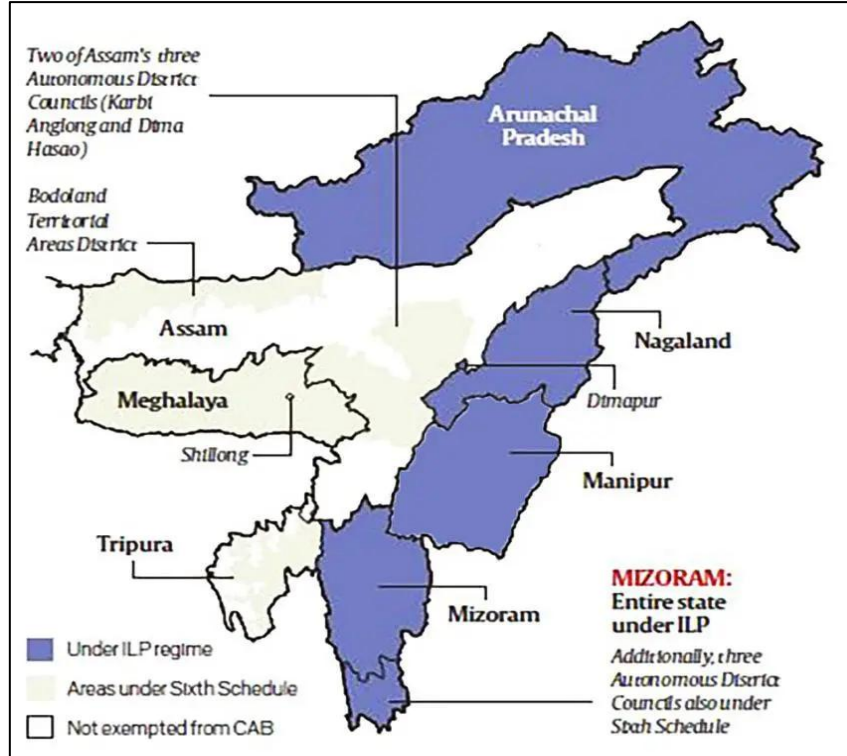 Two of Assam's three
Autonomous District
Councils (Karbi
Anglong and Dima
Hasao)
Bodoland
Territorial
Areas District
Arunachal
Pradesh
Assam
Nagaland
Meghalaya
Dimapur
Shillong
Manipur
Tripura
Mizoram
MIZORAM:
Entire state
under ILP
Additionally, three
Autonomous District
Councils also under
Sixth Schedule
Under ILP regime
Areas under Sixth Schedule
Not exempted from CAB